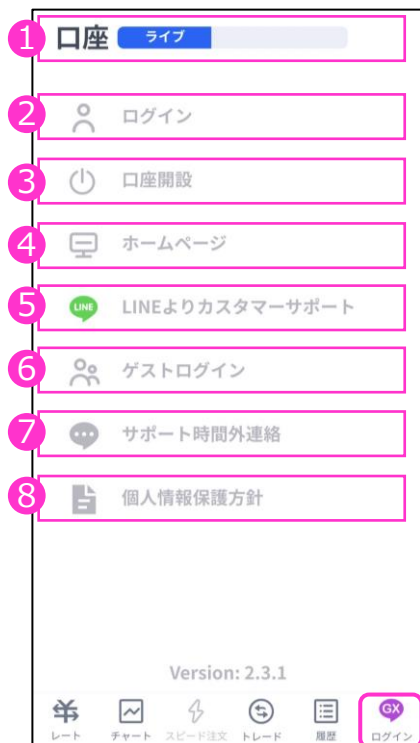 1 口座 ライブ
2 ログイン
3 口座開設
4 ホームページ
5 LINE LINEよりカスタマーサポート
6 ゲストログイン
7 サポート時間外連絡
8 個人情報保護方針
Version: 2.3.1
GX
レート チャート スピード注文 トレード 履歴 ログイン